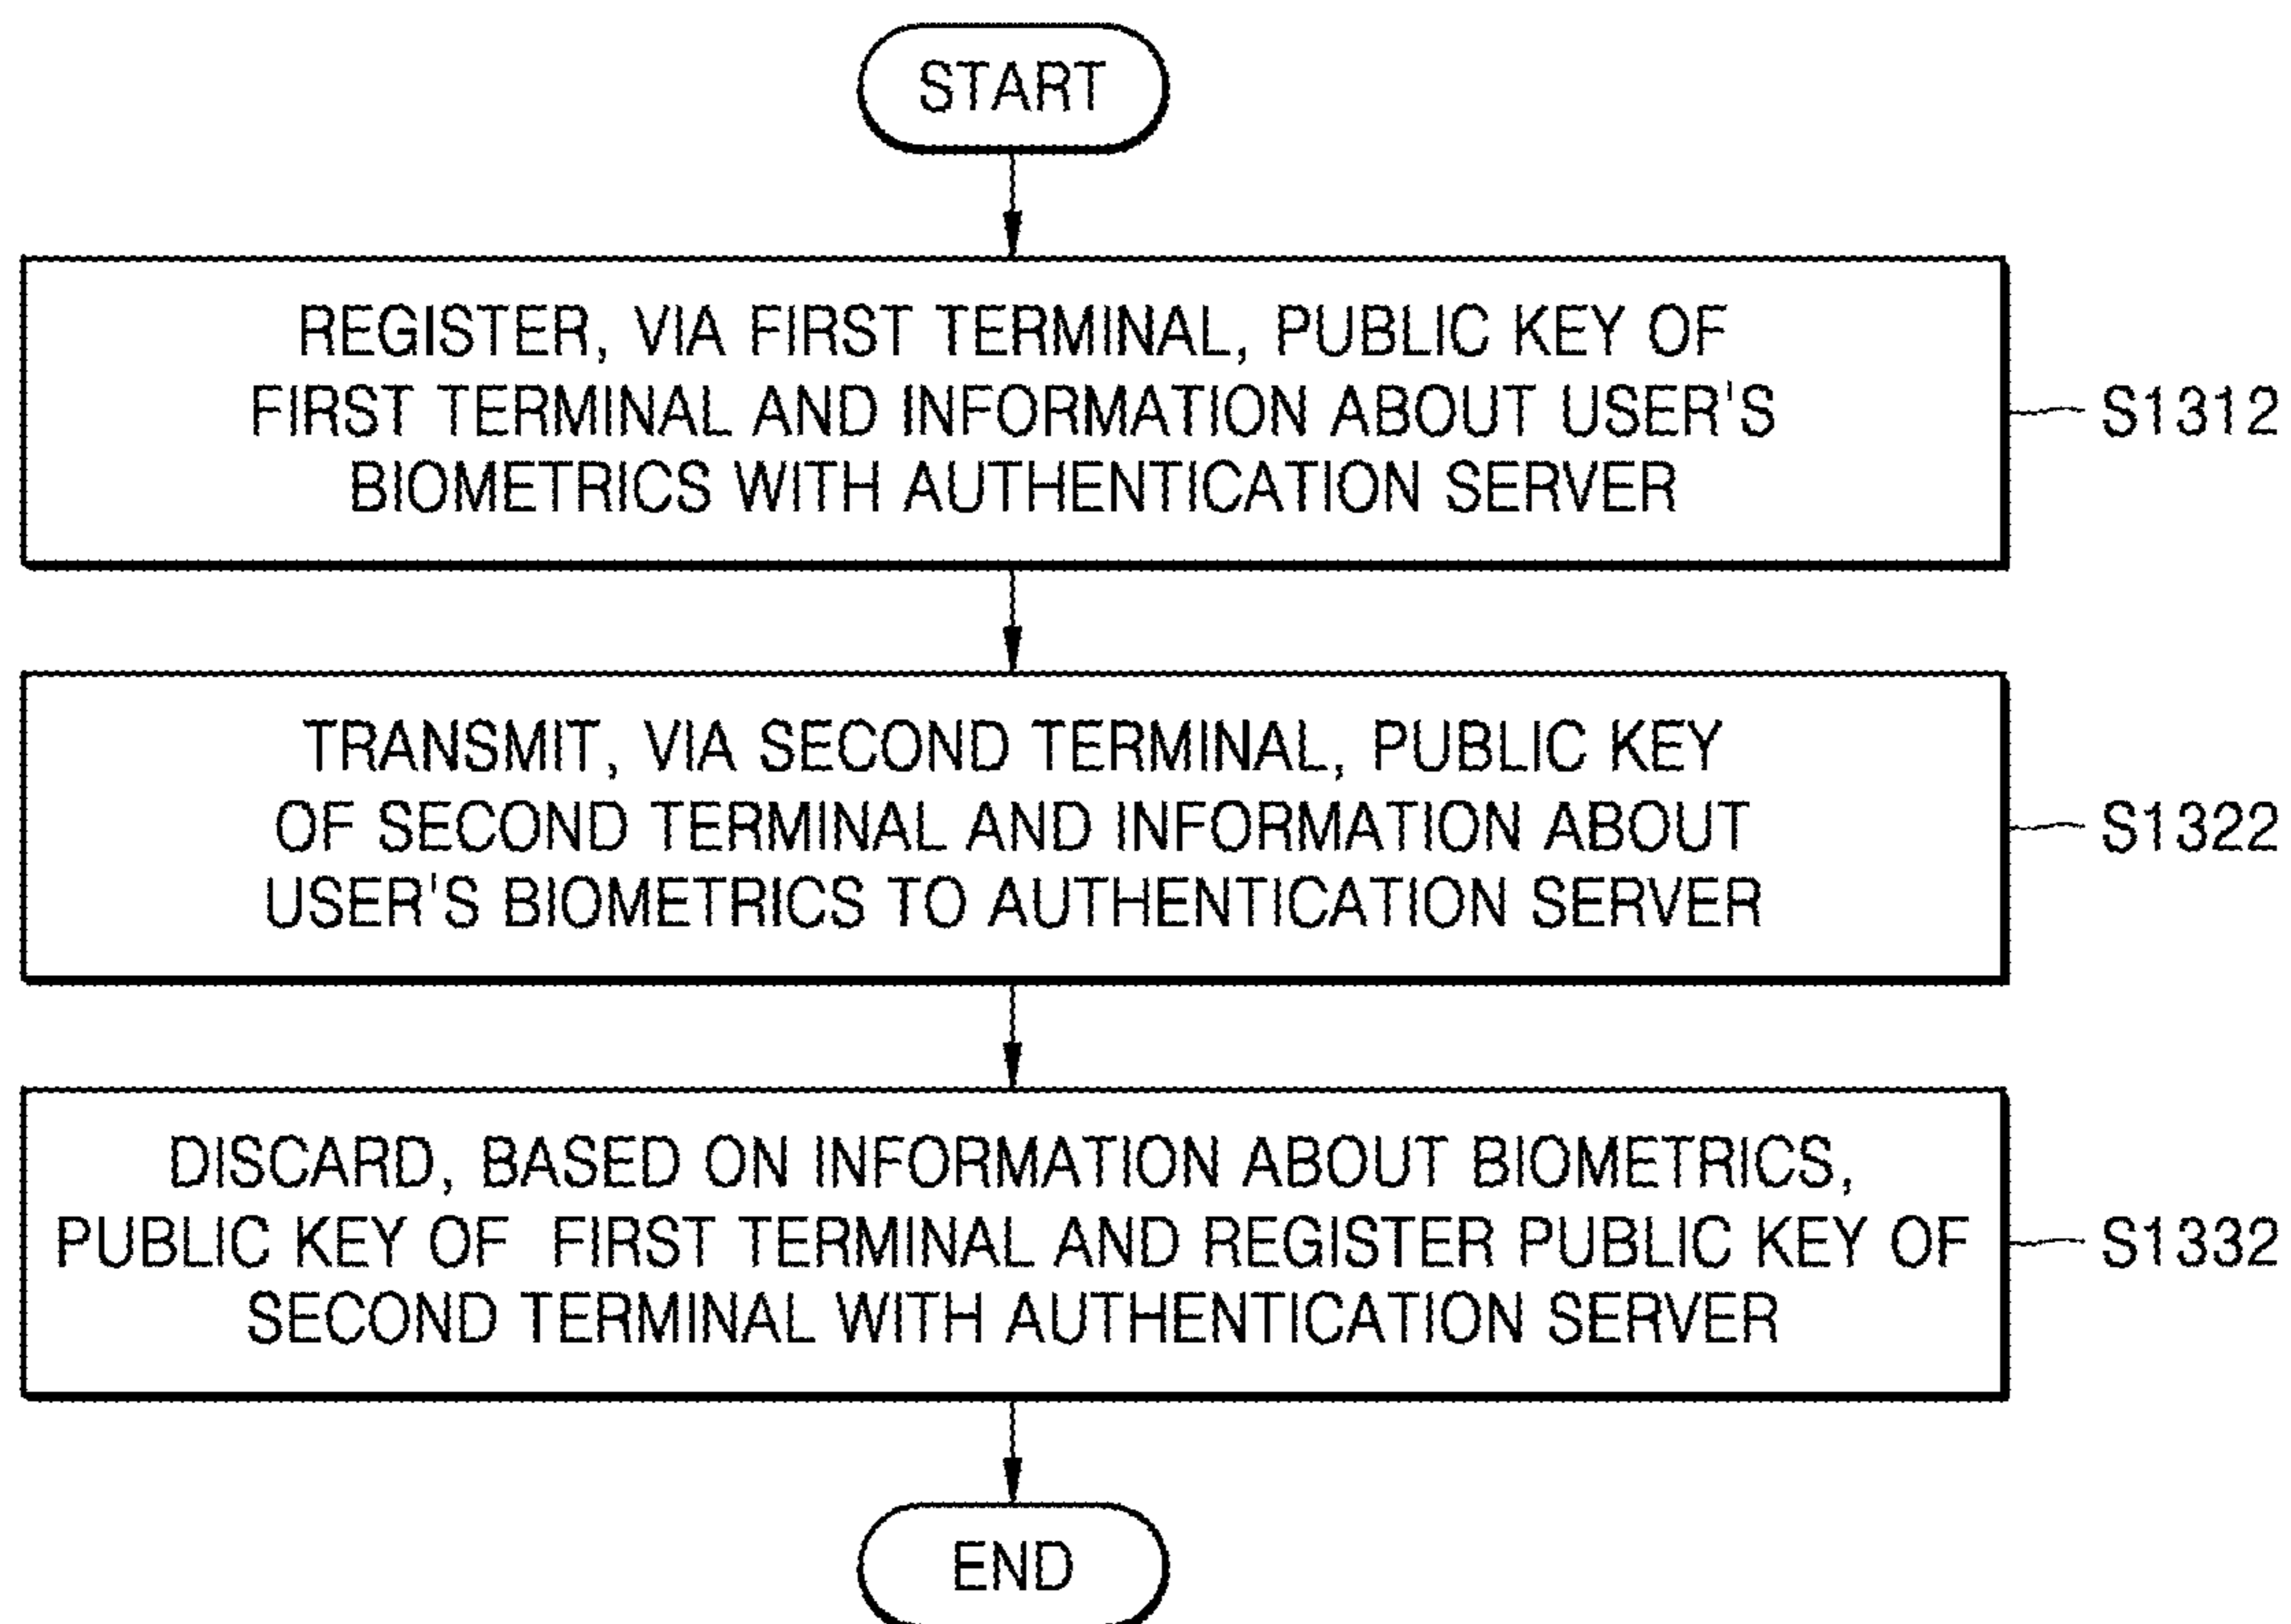 START
REGISTER, VIA FIRST TERMINAL, PUBLIC KEY OF
FIRST TERMINAL AND INFORMATION ABOUT USER'S
BIOMETRICS WITH AUTHENTICATION SERVER
S1312
TRANSMIT, VIA SECOND TERMINAL, PUBLIC KEY
OF SECOND TERMINAL AND INFORMATION ABOUT
USER'S BIOMETRICS TO AUTHENTICATION SERVER
S1322
DISCARD, BASED ON INFORMATION ABOUT BIOMETRICS,
PUBLIC KEY OF FIRST TERMINAL AND REGISTER PUBLIC KEY OF
SECOND TERMINAL WITH AUTHENTICATION SERVER
S1332
END